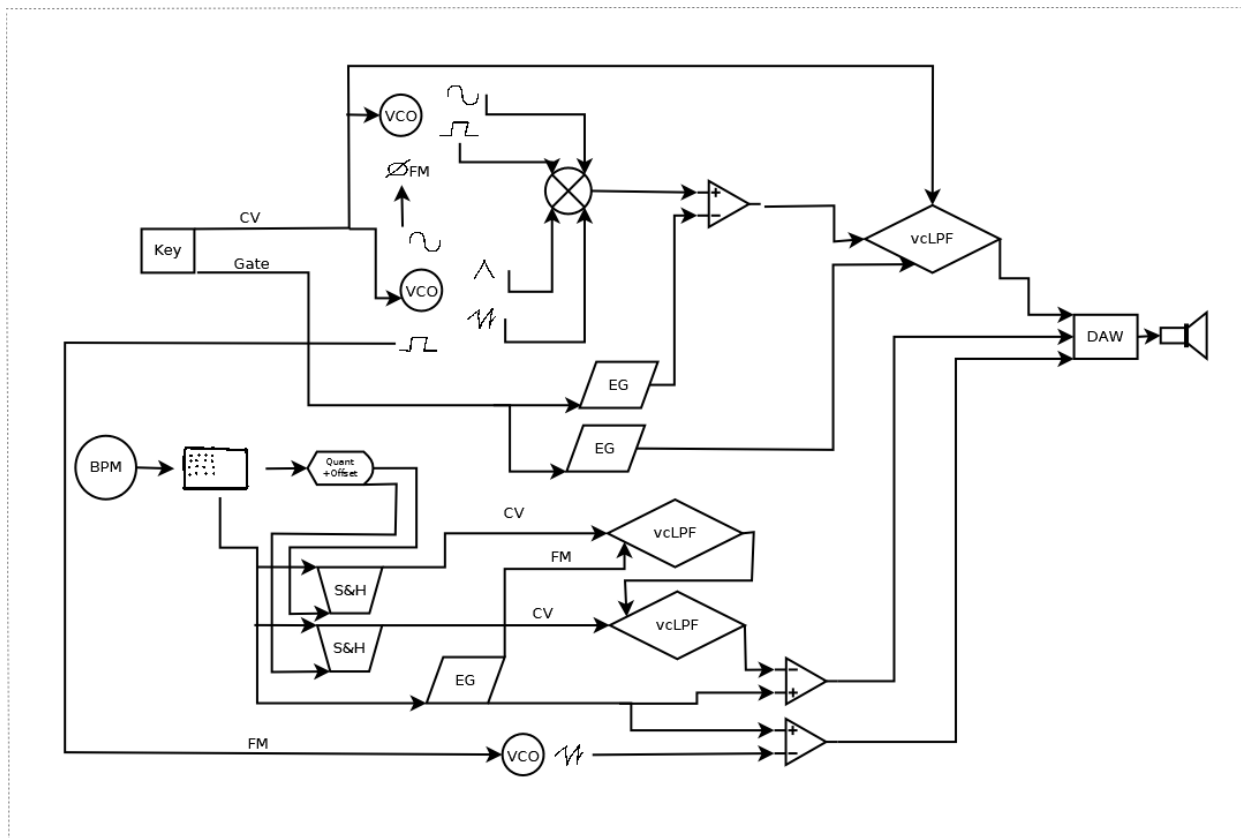 VCO
∅FM
CV
Key
Gate
vcLPF
VCO
DAW
EG
EG
BPM
Quant
+Offset
CV
vcLPF
FM
S&H
CV
vcLPF
S&H
EG
FM
VCO